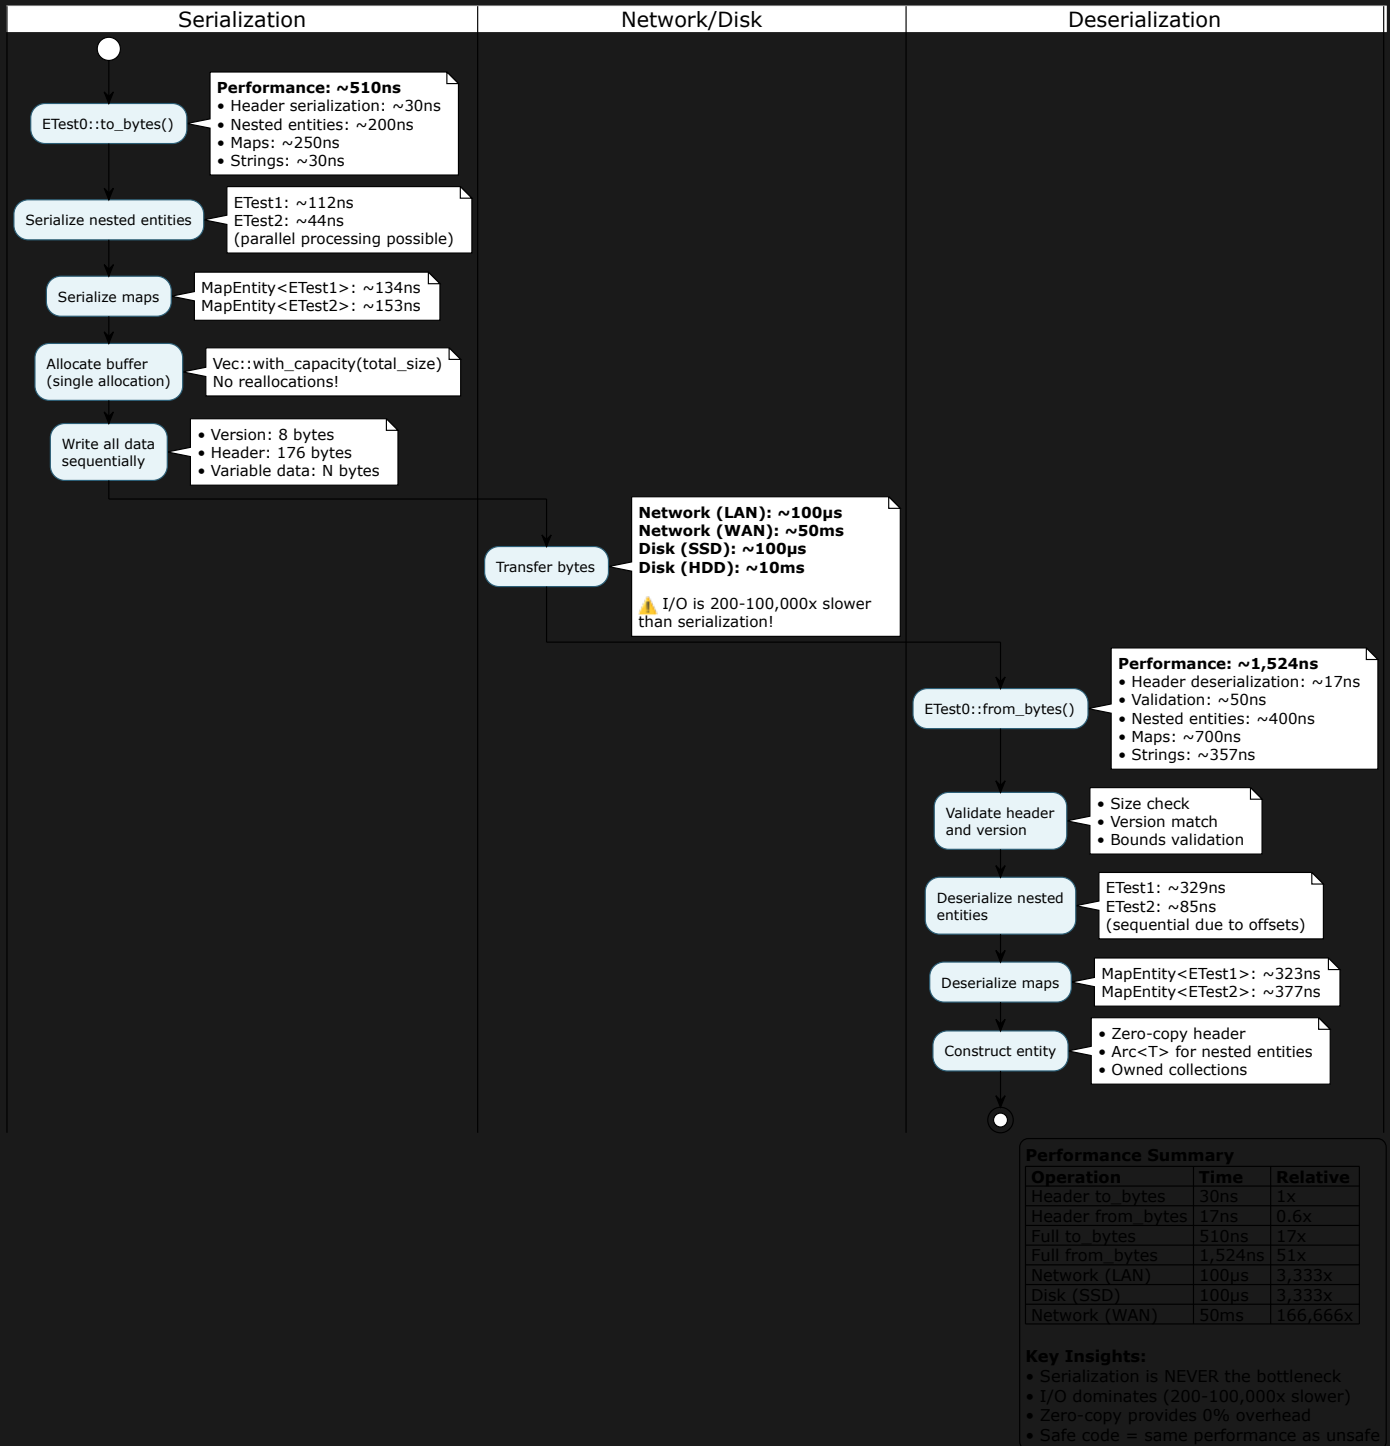 Serialization
Network/Disk
Deserialization
ETest0::to_bytes()
Performance: ~510ns
• Header serialization: ~30ns
• Nested entities: ~200ns
• Maps: ~250ns
• Strings: ~30ns
Serialize nested entities
ETest1: ~112ns
ETest2: ~44ns
(parallel processing possible)
Serialize maps
MapEntity<ETest1>: ~134ns
MapEntity<ETest2>: ~153ns
Allocate buffer
(single allocation)
Vec::with_capacity(total_size)
No reallocations!
Write all data
sequentially
• Version: 8 bytes
• Header: 176 bytes
• Variable data: N bytes
Transfer bytes
Network (LAN): ~100µs
Network (WAN): ~50ms
Disk (SSD): ~100µs
Disk (HDD): ~10ms
⚠️ I/O is 200-100,000x slower
than serialization!
ETest0::from_bytes()
Performance: ~1,524ns
• Header deserialization: ~17ns
• Validation: ~50ns
• Nested entities: ~400ns
• Maps: ~700ns
• Strings: ~357ns
Validate header
and version
• Size check
• Version match
• Bounds validation
Deserialize nested
entities
ETest1: ~329ns
ETest2: ~85ns
(sequential due to offsets)
Deserialize maps
MapEntity<ETest1>: ~323ns
MapEntity<ETest2>: ~377ns
Construct entity
• Zero-copy header
• Arc<T> for nested entities
• Owned collections
Performance Summary
Operation Time Relative
Header to_bytes 30ns 1x
Header from_bytes 17ns 0.6x
Full to_bytes 510ns 17x
Full from_bytes 1,524ns 51x
Network (LAN) 100µs 3,333x
Disk (SSD) 100µs 3,333x
Network (WAN) 50ms 166,666x
Key Insights:
• Serialization is NEVER the bottleneck
• I/O dominates (200-100,000x slower)
• Zero-copy provides 0% overhead
• Safe code = same performance as unsafe